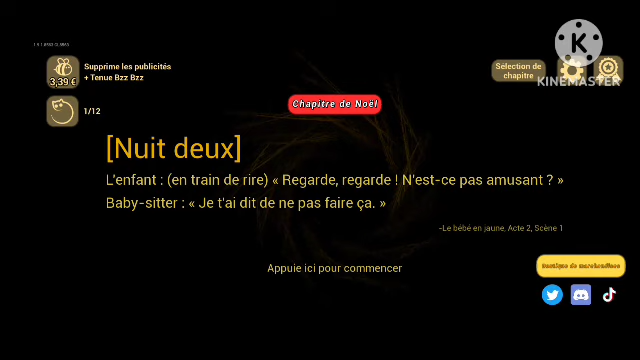 Supprime les publicités
+ Tenue Bzz Bzz
3,39 €
Sélection de
chapitre
K
KINEMASTER
1/12
Chapitre de Noël
[Nuit deux]
L'enfant : (en train de rire) « Regarde, regarde ! N'est-ce pas amusant ? »
Baby-sitter : « Je t'ai dit de ne pas faire ça. »
-Le bébé en jaune, Acte 2, Scène 1
Appuie ici pour commencer
Boutique de marchandises